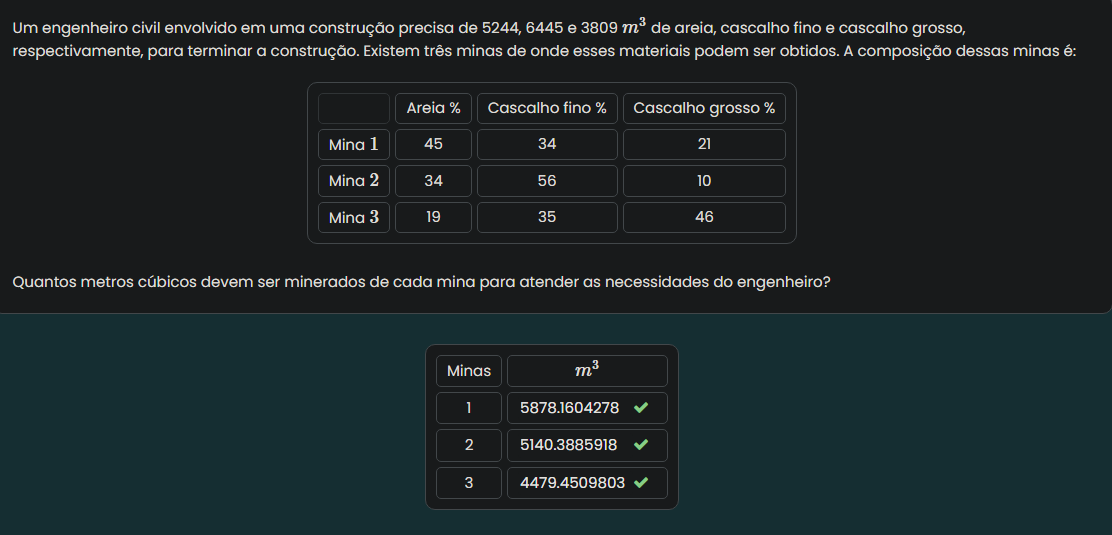 Um engenheiro civil envolvido em uma construção precisa de 5244, 6445 e 3809 m³ de areia, cascalho fino e cascalho grosso,
respectivamente, para terminar a construção. Existem três minas de onde esses materiais podem ser obtidos. A composição dessas minas é:
Areia % Cascalho fino % Cascalho grosso %
Mina 1 45 34 21
Mina 2 34 56 10
Mina 3 19 35 46
Quantos metros cúbicos devem ser minerados de cada mina para atender as necessidades do engenheiro?
Minas m³
1 5878.1604278
2 5140.3885918
3 4479.4509803